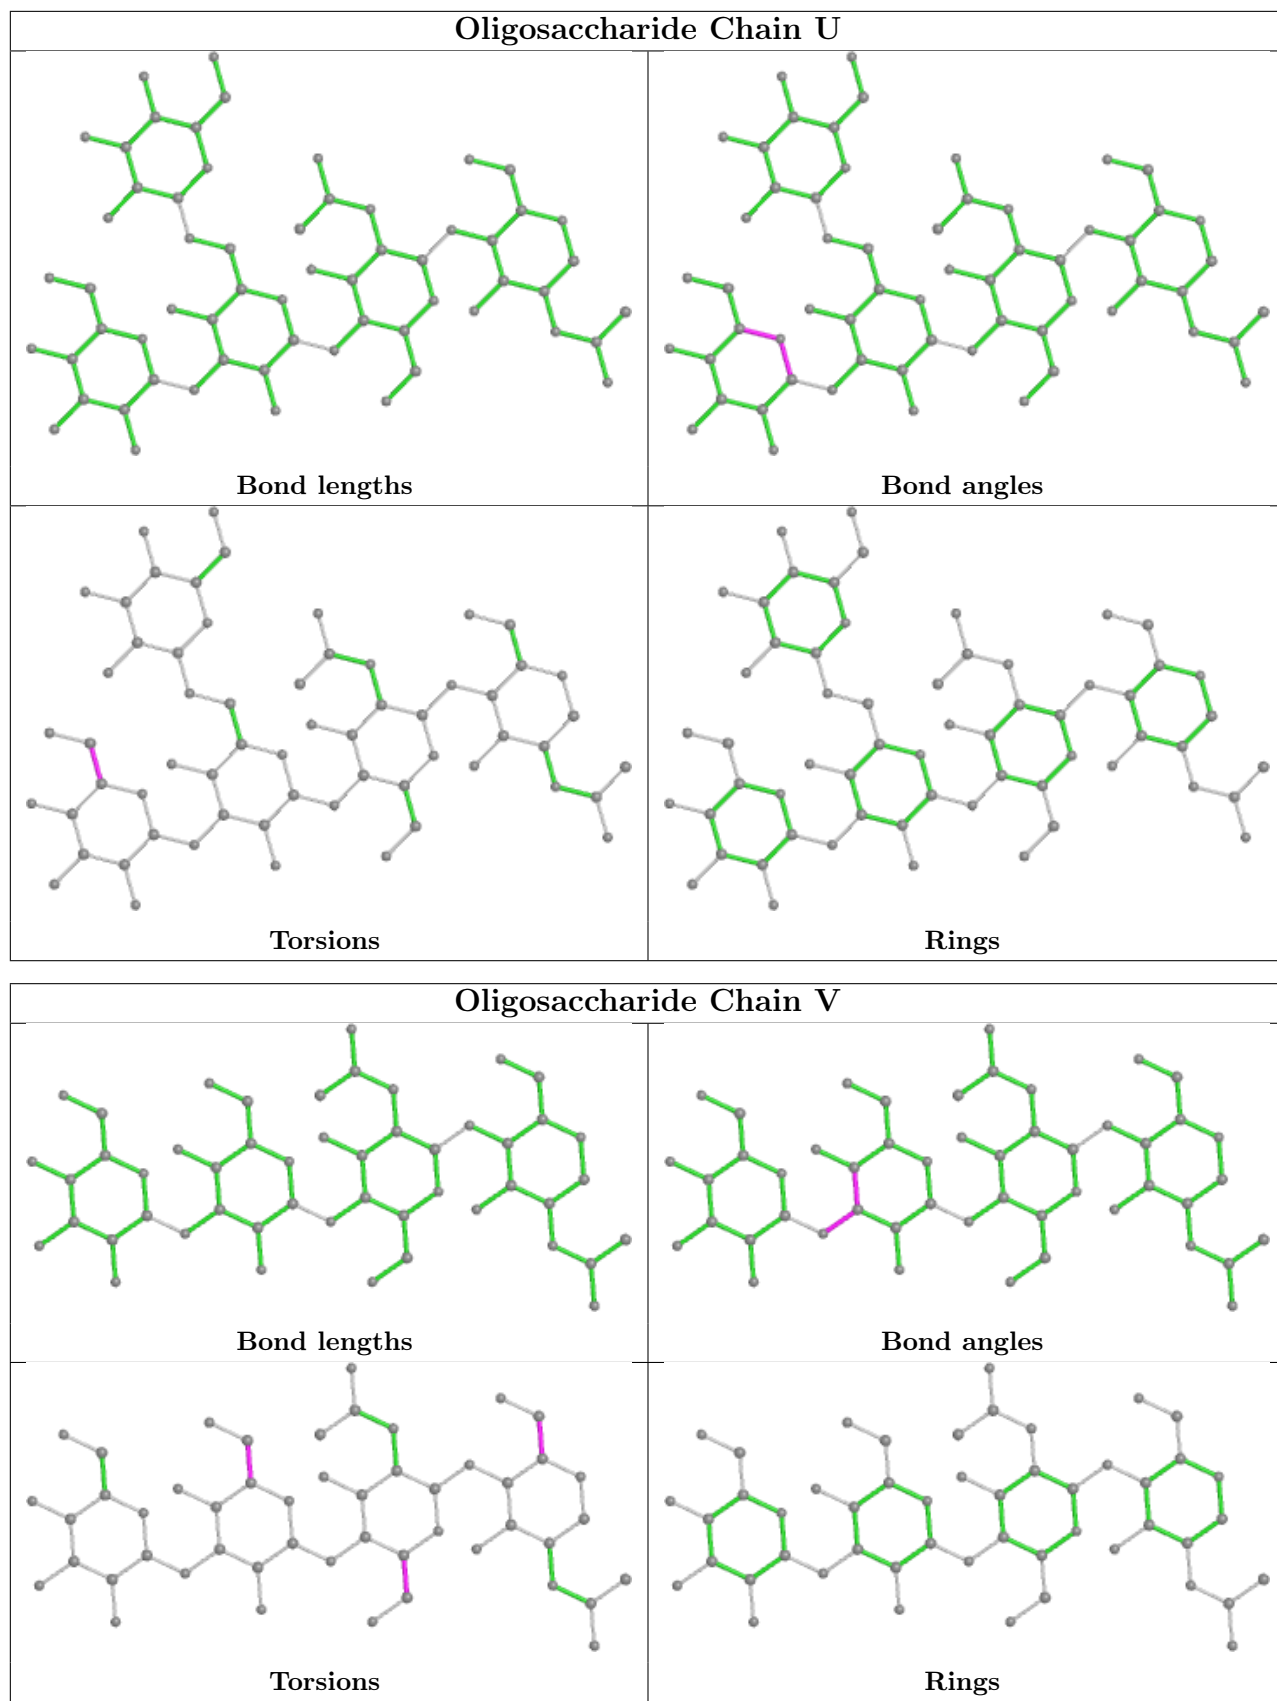 Oligosaccharide Chain U
Bond lengths
Bond angles
Torsions
Rings
Oligosaccharide Chain V
Bond lengths
Bond angles
Torsions
Rings